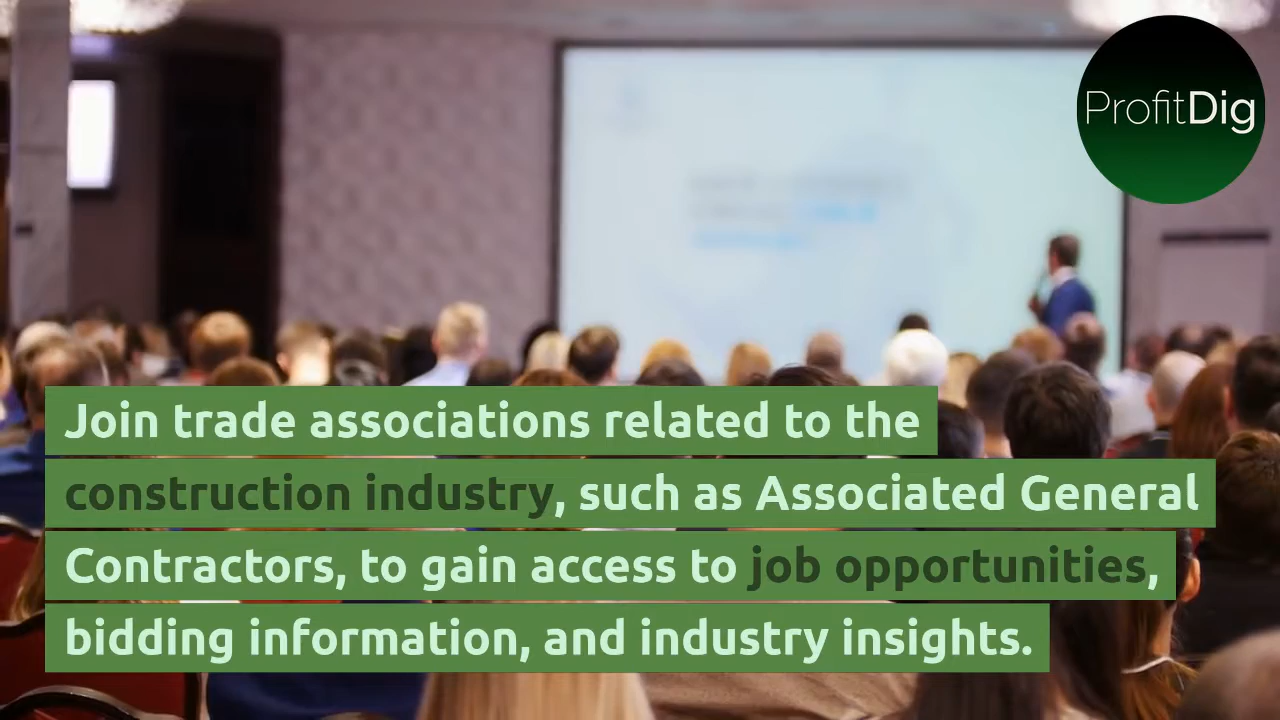 ProfitDig
Join trade associations related to the
construction industry, such as Associated General
Contractors, to gain access to job opportunities,
bidding information, and industry insights.